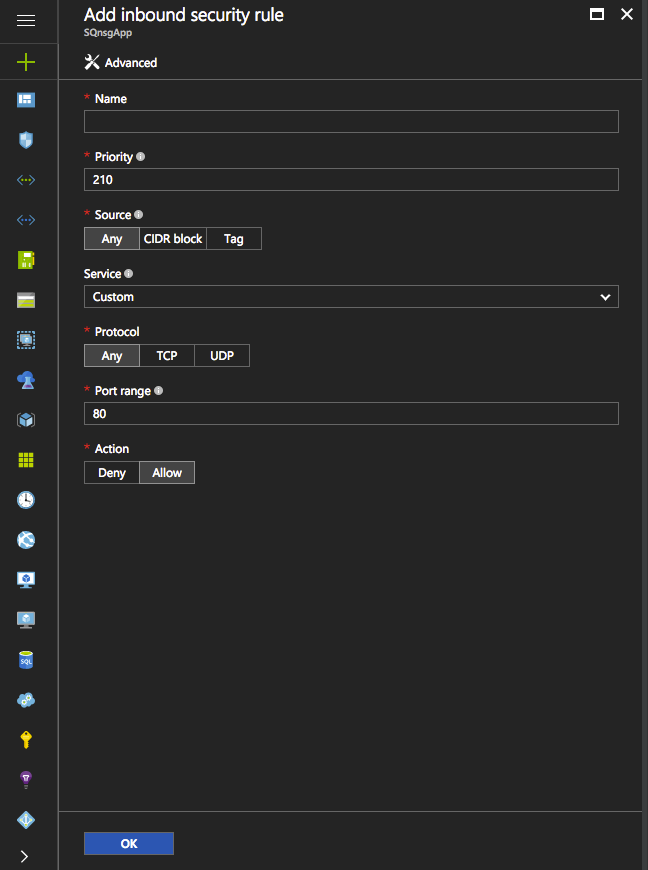 Add inbound security rule
SQnsgApp
Advanced
* Name
* Priority
210
* Source
Any CIDR block Tag
Service
Custom
* Protocol
Any TCP UDP
* Port range
80
* Action
Deny Allow
SQL
OK